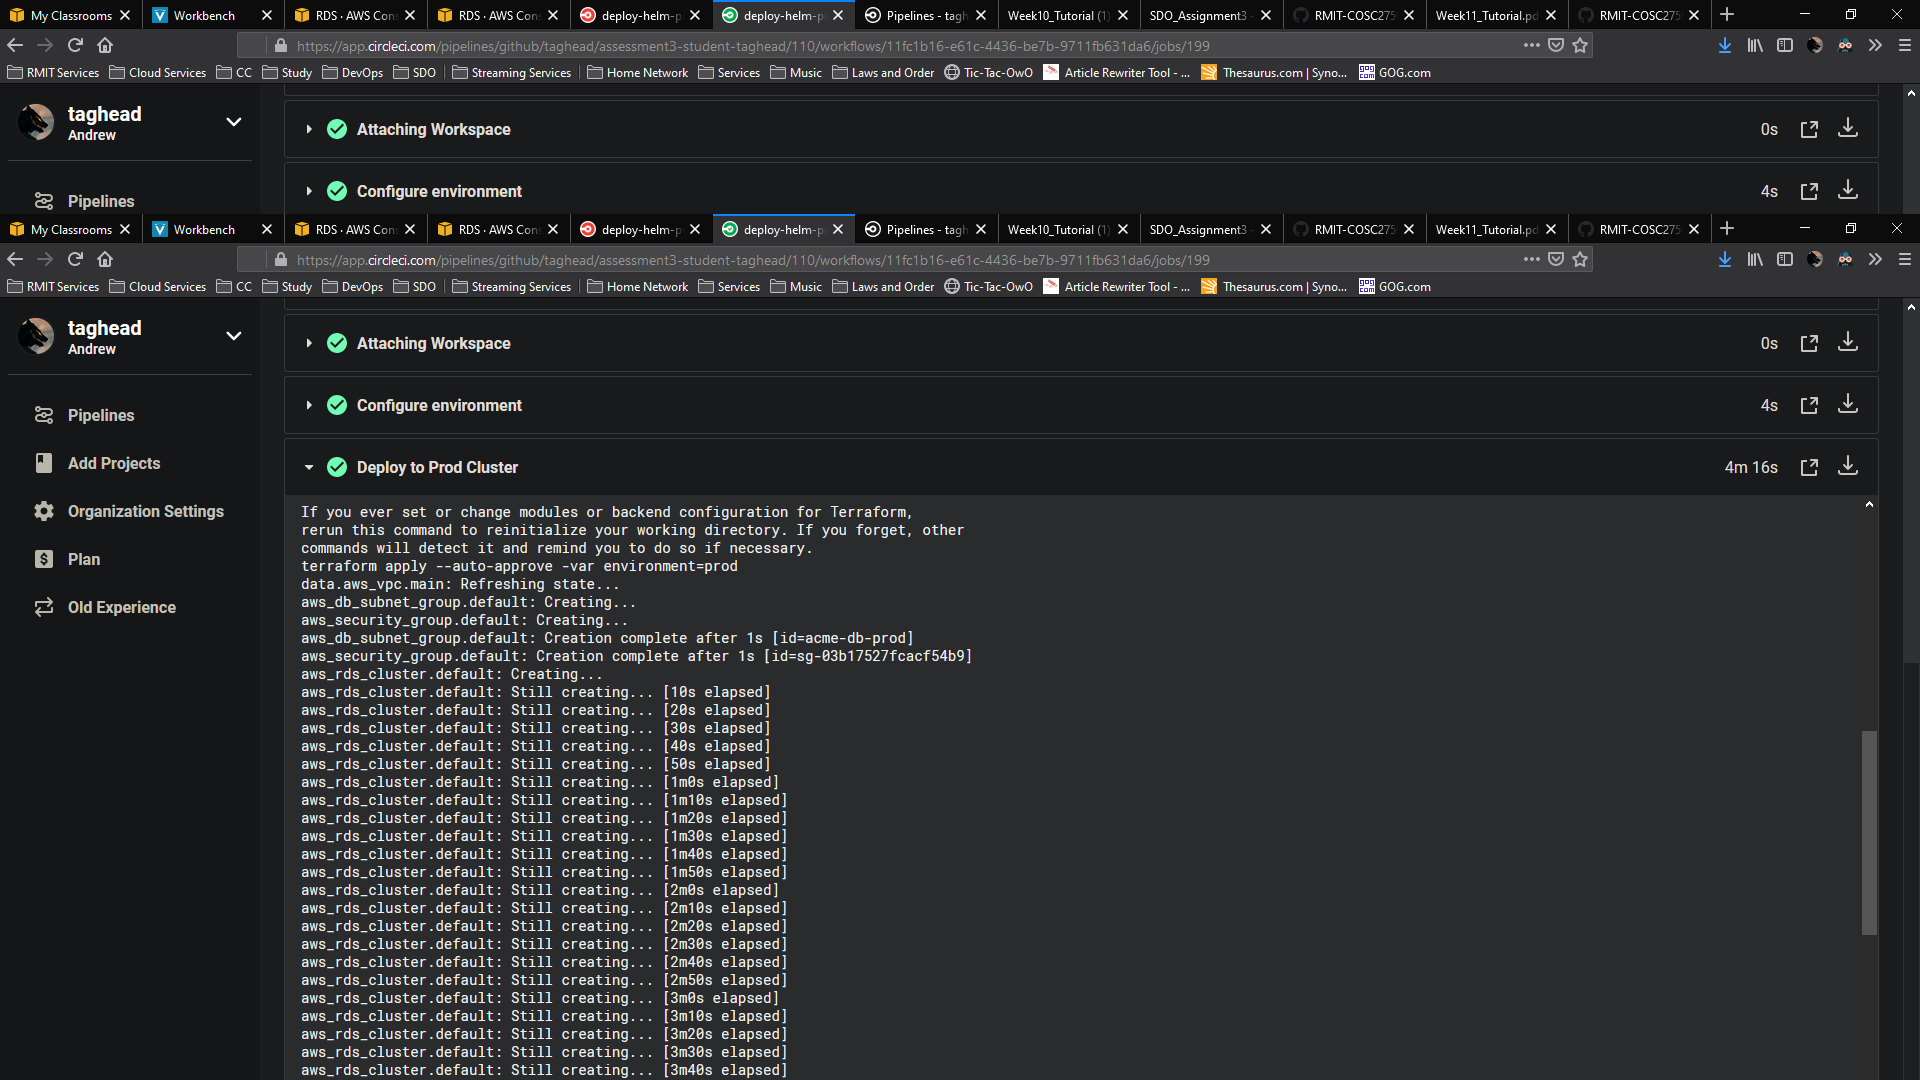 My Classrooms Workbench RDS · AWS Con RDS · AWS Con deploy-helm-p deploy-helm-p Pipelines - tagh Week10_Tutorial (1) SDO_Assignment3 - RMIT-COSC275 Week11_Tutorial.pd RMIT-COSC275
https://app.circleci.com/pipelines/github/taghead/assessment3-student-taghead/110/workflows/11fc1b16-e61c-4436-be7b-9711fb631da6/jobs/199
RMIT Services Cloud Services CC Study DevOps SDO Streaming Services Home Network Services Music Laws and Order Tic-Tac-OwO Article Rewriter Tool - ... Thesaurus.com | Syno... GOG.com
taghead
Andrew
Attaching Workspace 0s
Configure environment 4s
Pipelines
My Classrooms Workbench RDS · AWS Con RDS · AWS Con deploy-helm-p deploy-helm-p Pipelines - tagh Week10_Tutorial (1) SDO_Assignment3 - RMIT-COSC275 Week11_Tutorial.pd RMIT-COSC275
https://app.circleci.com/pipelines/github/taghead/assessment3-student-taghead/110/workflows/11fc1b16-e61c-4436-be7b-9711fb631da6/jobs/199
RMIT Services Cloud Services CC Study DevOps SDO Streaming Services Home Network Services Music Laws and Order Tic-Tac-OwO Article Rewriter Tool - ... Thesaurus.com | Syno... GOG.com
taghead
Andrew
Pipelines
Add Projects
Organization Settings
Plan
Old Experience
Attaching Workspace 0s
Configure environment 4s
Deploy to Prod Cluster 4m 16s
If you ever set or change modules or backend configuration for Terraform,
rerun this command to reinitialize your working directory. If you forget, other
commands will detect it and remind you to do so if necessary.
terraform apply --auto-approve -var environment=prod
data.aws_vpc.main: Refreshing state...
aws_db_subnet_group.default: Creating...
aws_security_group.default: Creating...
aws_db_subnet_group.default: Creation complete after 1s [id=acme-db-prod]
aws_security_group.default: Creation complete after 1s [id=sg-03b17527fcacf54b9]
aws_rds_cluster.default: Creating...
aws_rds_cluster.default: Still creating... [10s elapsed]
aws_rds_cluster.default: Still creating... [20s elapsed]
aws_rds_cluster.default: Still creating... [30s elapsed]
aws_rds_cluster.default: Still creating... [40s elapsed]
aws_rds_cluster.default: Still creating... [50s elapsed]
aws_rds_cluster.default: Still creating... [1m0s elapsed]
aws_rds_cluster.default: Still creating... [1m10s elapsed]
aws_rds_cluster.default: Still creating... [1m20s elapsed]
aws_rds_cluster.default: Still creating... [1m30s elapsed]
aws_rds_cluster.default: Still creating... [1m40s elapsed]
aws_rds_cluster.default: Still creating... [1m50s elapsed]
aws_rds_cluster.default: Still creating... [2m0s elapsed]
aws_rds_cluster.default: Still creating... [2m10s elapsed]
aws_rds_cluster.default: Still creating... [2m20s elapsed]
aws_rds_cluster.default: Still creating... [2m30s elapsed]
aws_rds_cluster.default: Still creating... [2m40s elapsed]
aws_rds_cluster.default: Still creating... [2m50s elapsed]
aws_rds_cluster.default: Still creating... [3m0s elapsed]
aws_rds_cluster.default: Still creating... [3m10s elapsed]
aws_rds_cluster.default: Still creating... [3m20s elapsed]
aws_rds_cluster.default: Still creating... [3m30s elapsed]
aws_rds_cluster.default: Still creating... [3m40s elapsed]